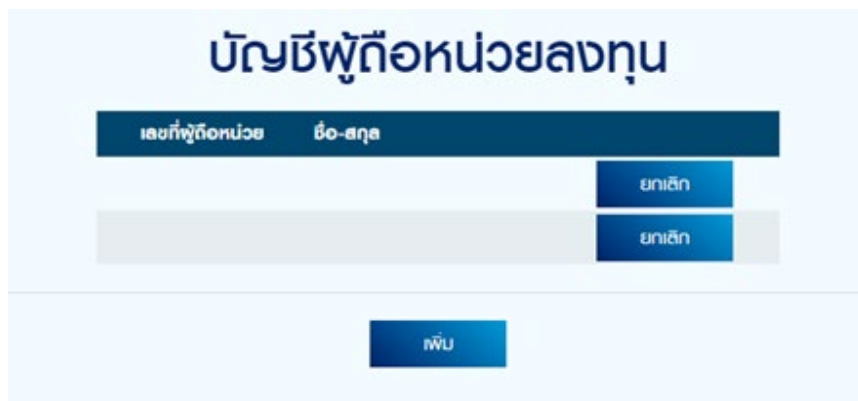 บัญชีผู้ถือหน่วยลงทุน
เลขที่ผู้ถือหน่วย ชื่อ-สกุล
ยกเลิก
ยกเลิก
เพิ่ม